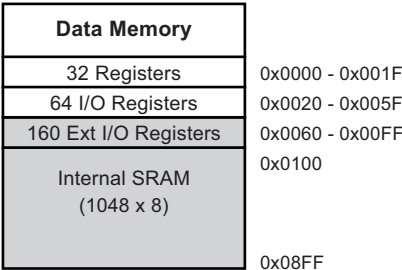 Data Memory
32 Registers 0x0000 - 0x001F
64 I/O Registers 0x0020 - 0x005F
160 Ext I/O Registers 0x0060 - 0x00FF
0x0100
Internal SRAM
(1048 x 8)
0x08FF